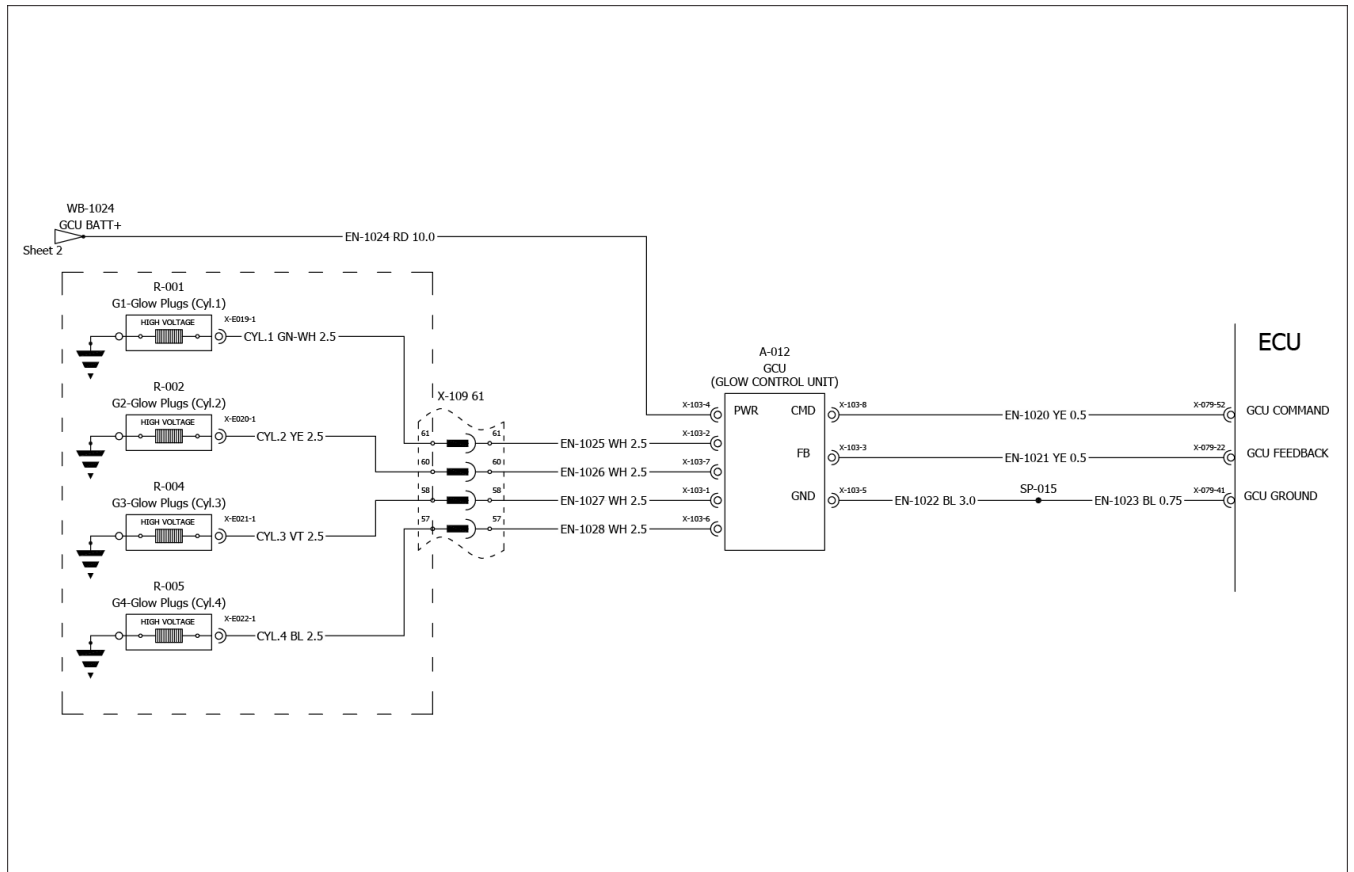 WB-1024
GCU BATT+
Sheet 2
EN-1024 RD 10.0
R-001
G1-Glow Plugs (Cyl.1)
HIGH VOLTAGE
X-E019-1
CYL.1 GN-WH 2.5
R-002
G2-Glow Plugs (Cyl.2)
HIGH VOLTAGE
X-E020-1
CYL.2 YE 2.5
R-004
G3-Glow Plugs (Cyl.3)
HIGH VOLTAGE
X-E021-1
CYL.3 VT 2.5
R-005
G4-Glow Plugs (Cyl.4)
HIGH VOLTAGE
X-E022-1
CYL.4 BL 2.5
X-109 61
61 61
60 60
58 58
57 57
EN-1025 WH 2.5
EN-1026 WH 2.5
EN-1027 WH 2.5
EN-1028 WH 2.5
X-103-4
X-103-2
X-103-7
X-103-1
X-103-6
A-012
GCU
(GLOW CONTROL UNIT)
PWR CMD
FB
GND
X-103-8
X-103-3
X-103-5
EN-1020 YE 0.5
EN-1021 YE 0.5
EN-1022 BL 3.0
SP-015
EN-1023 BL 0.75
X-079-52
X-079-22
X-079-41
ECU
GCU COMMAND
GCU FEEDBACK
GCU GROUND